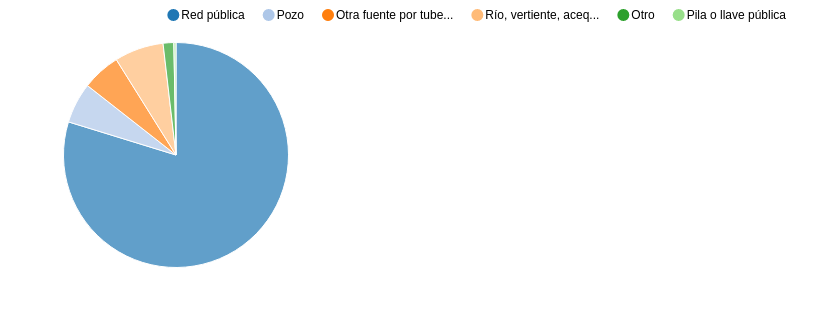 Red pública Pozo Otra fuente por tube... Río, vertiente, aceq... Otro Pila o llave pública